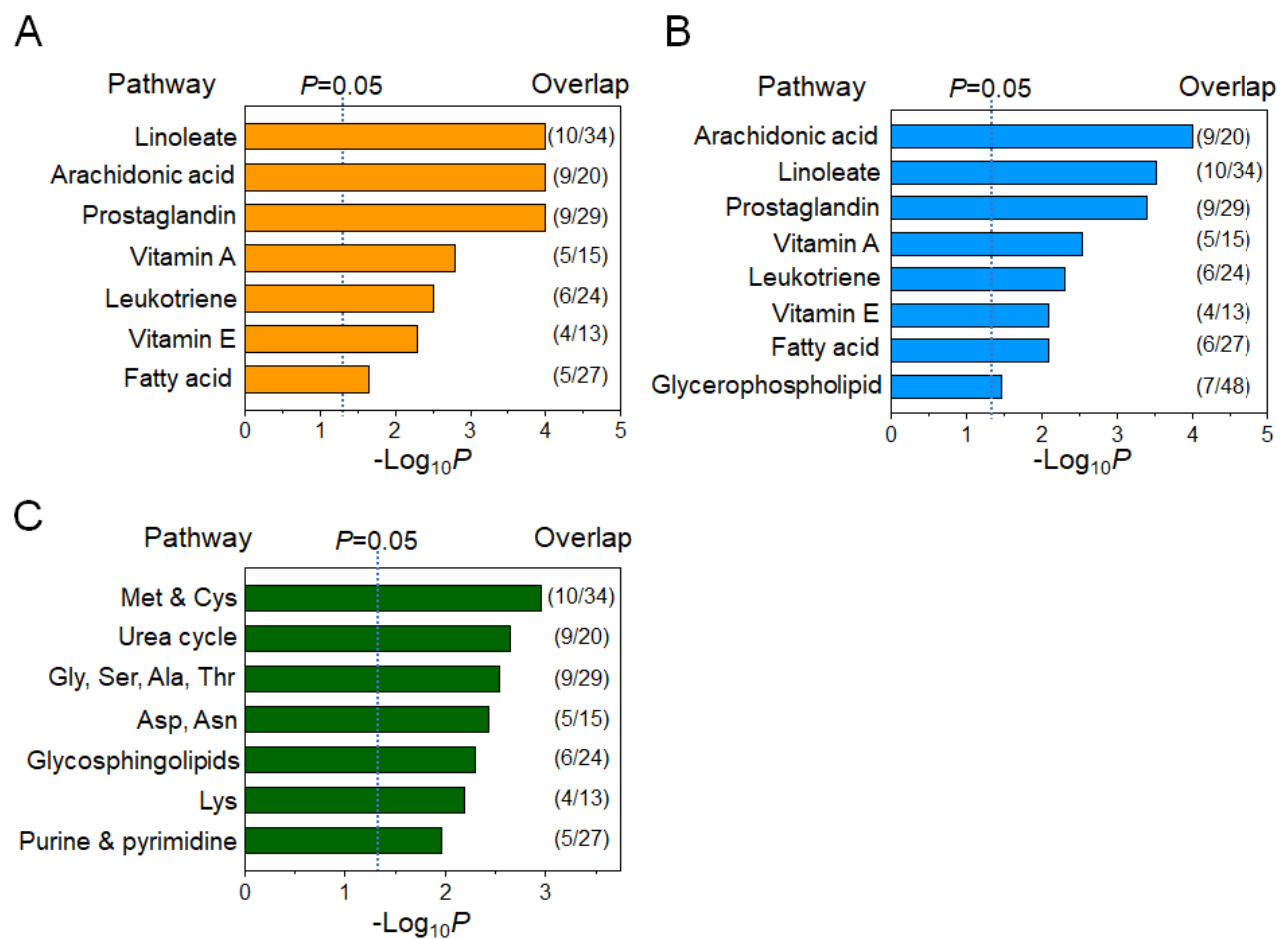 A
Pathway P=0.05 Overlap
Linoleate (10/34)
Arachidonic acid (9/20)
Prostaglandin (9/29)
Vitamin A (5/15)
Leukotriene (6/24)
Vitamin E (4/13)
Fatty acid (5/27)
0 1 2 3 4 5
-Log₁₀P
B
Pathway P=0.05 Overlap
Arachidonic acid (9/20)
Linoleate (10/34)
Prostaglandin (9/29)
Vitamin A (5/15)
Leukotriene (6/24)
Vitamin E (4/13)
Fatty acid (6/27)
Glycerophospholipid (7/48)
0 1 2 3 4 5
-Log₁₀P
C
Pathway P=0.05 Overlap
Met & Cys (10/34)
Urea cycle (9/20)
Gly, Ser, Ala, Thr (9/29)
Asp, Asn (5/15)
Glycosphingolipids (6/24)
Lys (4/13)
Purine & pyrimidine (5/27)
0 1 2 3
-Log₁₀P